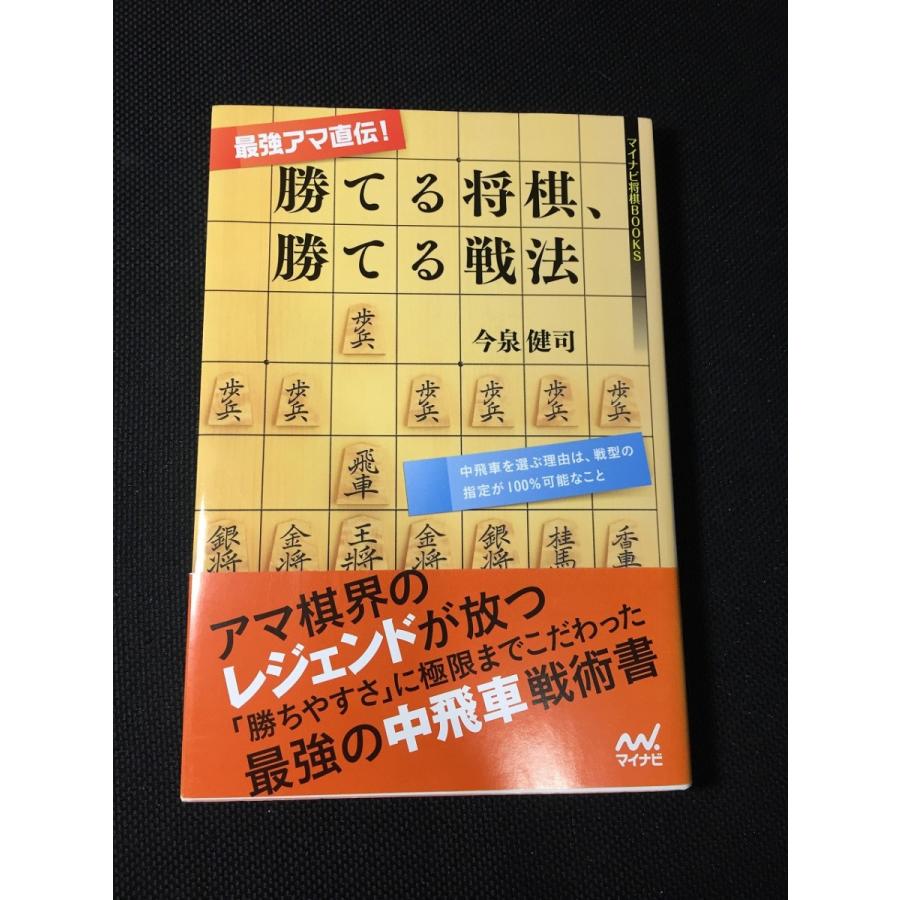 最強アマ直伝!
勝てる将棋、
勝てる戦法
マイナビ将棋BOOKS
今泉健司
歩兵
歩兵 歩兵 歩兵 歩兵 歩兵 歩兵
飛車
中飛車を選ぶ理由は、戦型の
指定が100%可能なこと
銀将 金将 王将 金将 銀将 桂馬 香車
アマ棋界の
レジェンドが放つ
「勝ちやすさ」に極限までこだわった
最強の中飛車戦術書
マイナビ